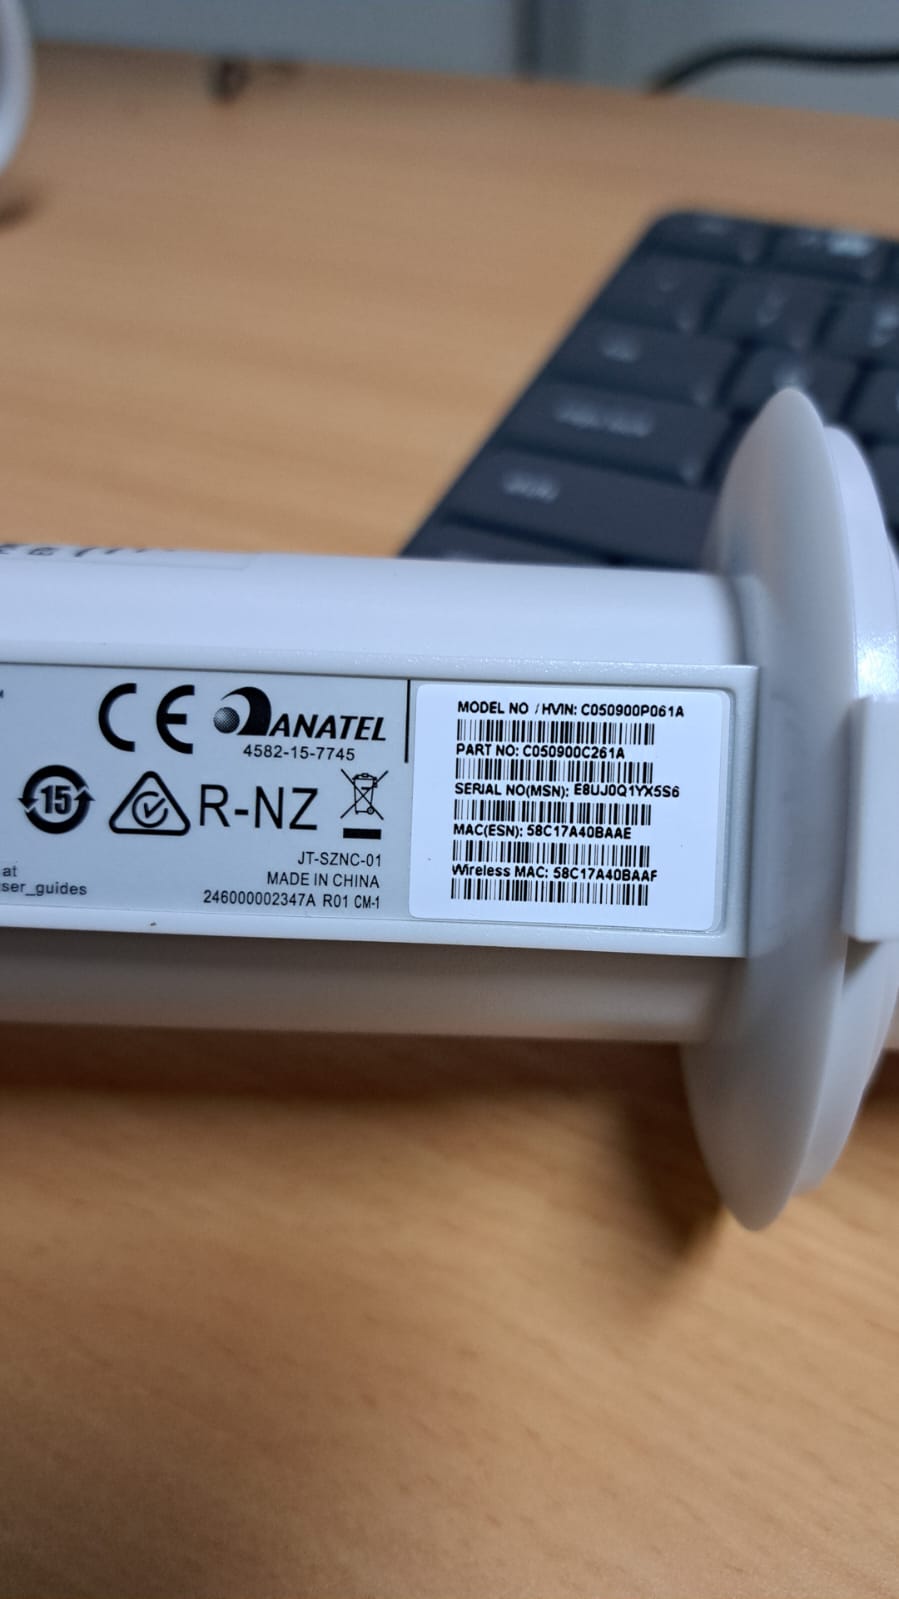 CE ANATEL
4582-15-7745
15 R-NZ
JT-SZNC-01
at
MADE IN CHINA
ser_guides
246000002347A R01 CM-1
MODEL NO / HVIN: C050900P061A
PART NO: C050900C261A
SERIAL NO(MSN): E8UJ0Q1YX5S6
MAC(ESN): 58C17A40BAAE
Wireless MAC: 58C17A40BAAF